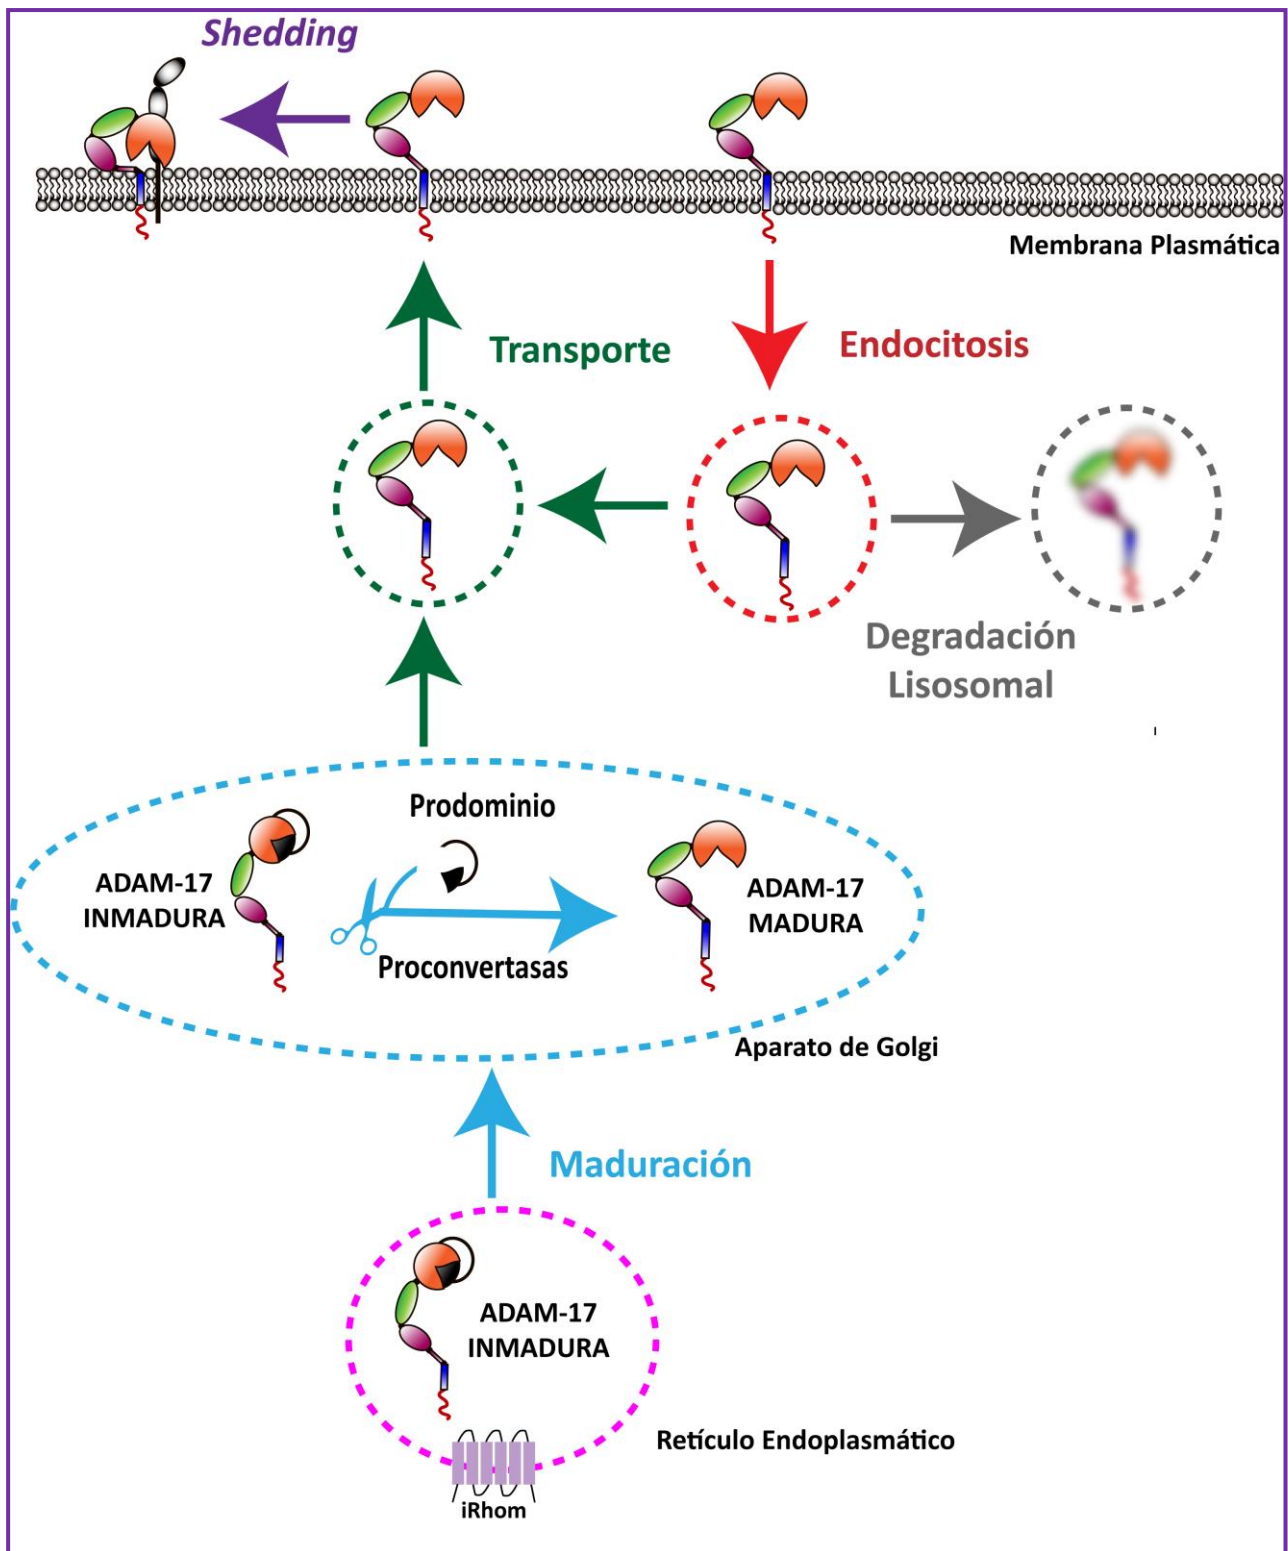 Shedding
Membrana Plasmática
Transporte
Endocitosis
Degradación
Lisosomal
Prodominio
ADAM-17
INMADURA
ADAM-17
MADURA
Proconvertasas
Aparato de Golgi
Maduración
ADAM-17
INMADURA
Retículo Endoplasmático
iRhom